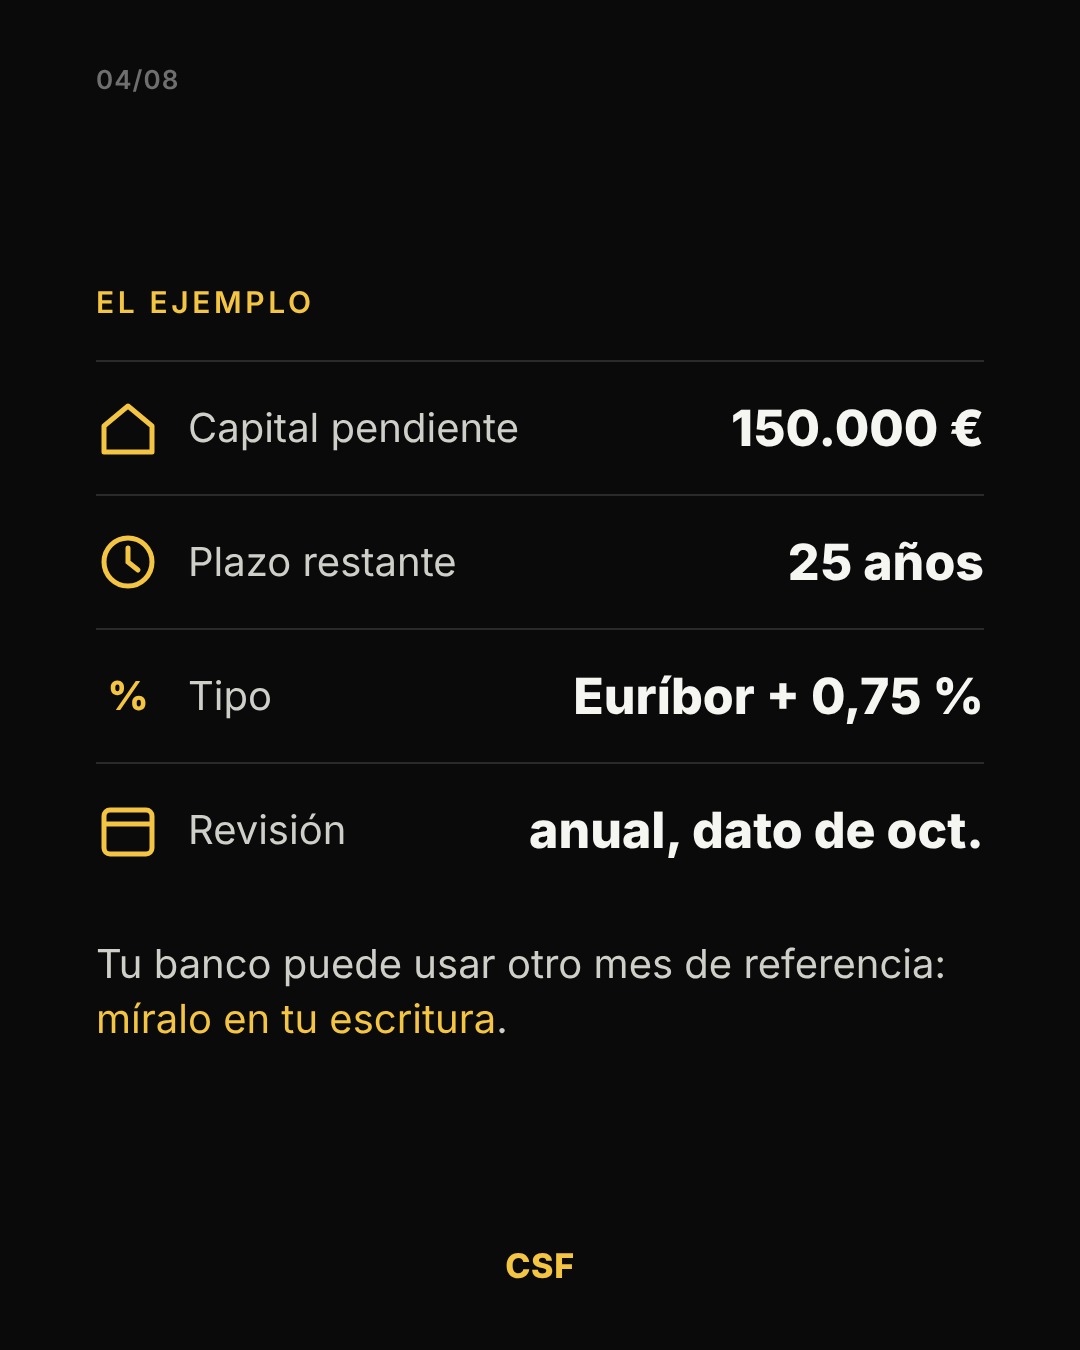 04/08
EL EJEMPLO
Capital pendiente 150.000 €
Plazo restante 25 años
% Tipo Euríbor + 0,75 %
Revisión anual, dato de oct.
Tu banco puede usar otro mes de referencia:
míralo en tu escritura.
CSF